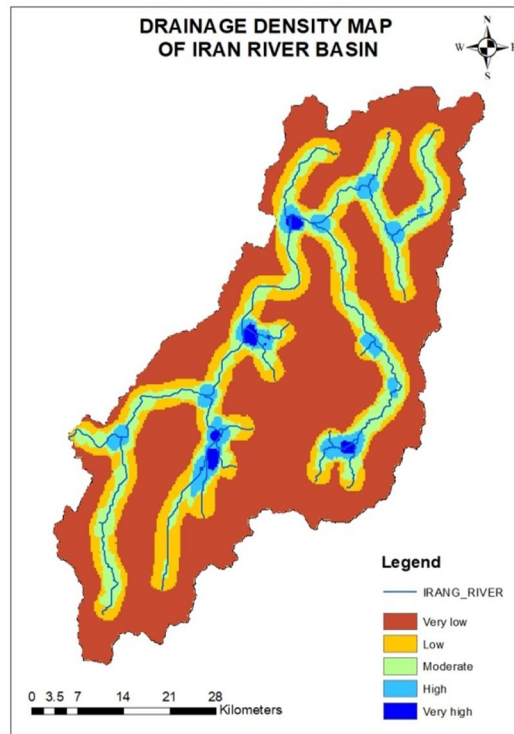 DRAINAGE DENSITY MAP
OF IRAN RIVER BASIN
N
W
E
S
Legend
IRANG_RIVER
Very low
Low
Moderate
High
Very high
0 3.5 7 14 21 28
Kilometers